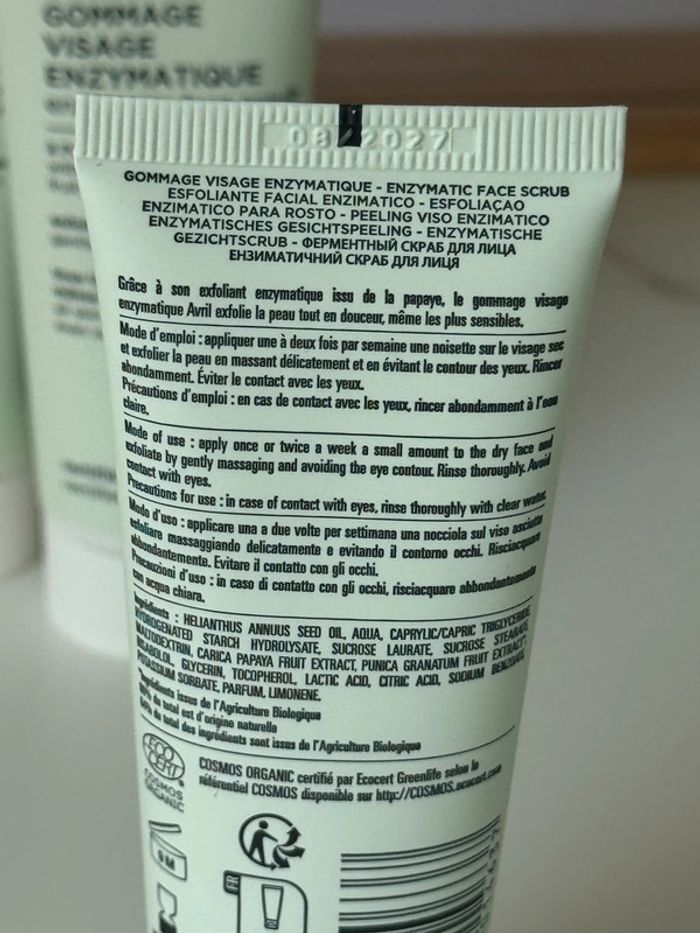 GOMMAGE
VISAGE
ENZYMATIQUE
08 2027
GOMMAGE VISAGE ENZYMATIQUE - ENZYMATIC FACE SCRUB
ESFOLIANTE FACIAL ENZIMATICO - ESFOLIAÇAO
ENZIMATICO PARA ROSTO - PEELING VISO ENZIMATICO
ENZYMATISCHES GESICHTSPEELING - ENZYMATISCHE
GEZICHTSCRUB - ФЕРМЕНТНЫЙ СКРАБ ДЛЯ ЛИЦА
ЕНЗИМАТИЧНИЙ СКРАБ ДЛЯ ЛИЦЯ
Grâce à son exfoliant enzymatique issu de la papaye, le gommage visage
enzymatique Avril exfolie la peau tout en douceur, même les plus sensibles.
Mode d'emploi : appliquer une à deux fois par semaine une noisette sur le visage sec
et exfolier la peau en massant délicatement et en évitant le contour des yeux. Rincer
abondamment. Éviter le contact avec les yeux.
Précautions d'emploi : en cas de contact avec les yeux, rincer abondamment à l'eau
claire.
Mode of use : apply once or twice a week a small amount to the dry face and
exfoliate by gently massaging and avoiding the eye contour. Rinse thoroughly. Avoid
contact with eyes.
Precautions for use : in case of contact with eyes, rinse thoroughly with clear water.
Modo d'uso : applicare una a due volte per settimana una nocciola sul viso asciutto
esfoliare massaggiando delicatamente e evitando il contorno occhi. Risciacquare
abbondantemente. Evitare il contatto con gli occhi.
Precauzioni d'uso : in caso di contatto con gli occhi, risciacquare abbondantemente
con acqua chiara.
Ingrédients : HELIANTHUS ANNUUS SEED OIL, AQUA, CAPRYLIC/CAPRIC TRIGLYCERIDE,
HYDROGENATED STARCH HYDROLYSATE, SUCROSE LAURATE, SUCROSE STEARATE,
MALTODEXTRIN, CARICA PAPAYA FRUIT EXTRACT, PUNICA GRANATUM FRUIT EXTRACT,
BISABOLOL, GLYCERIN, TOCOPHEROL, LACTIC ACID, CITRIC ACID, SODIUM BENZOATE,
POTASSIUM SORBATE, PARFUM, LIMONENE.
*Ingrédients issus de l'Agriculture Biologique
du total est d'origine naturelle
du total des ingrédients sont issus de l'Agriculture Biologique
ECO
CERT
COSMOS
ORGANIC
COSMOS ORGANIC certifié par Ecocert Greenlife selon le
référentiel COSMOS disponible sur http://COSMOS.ecocert.com
6M
FR